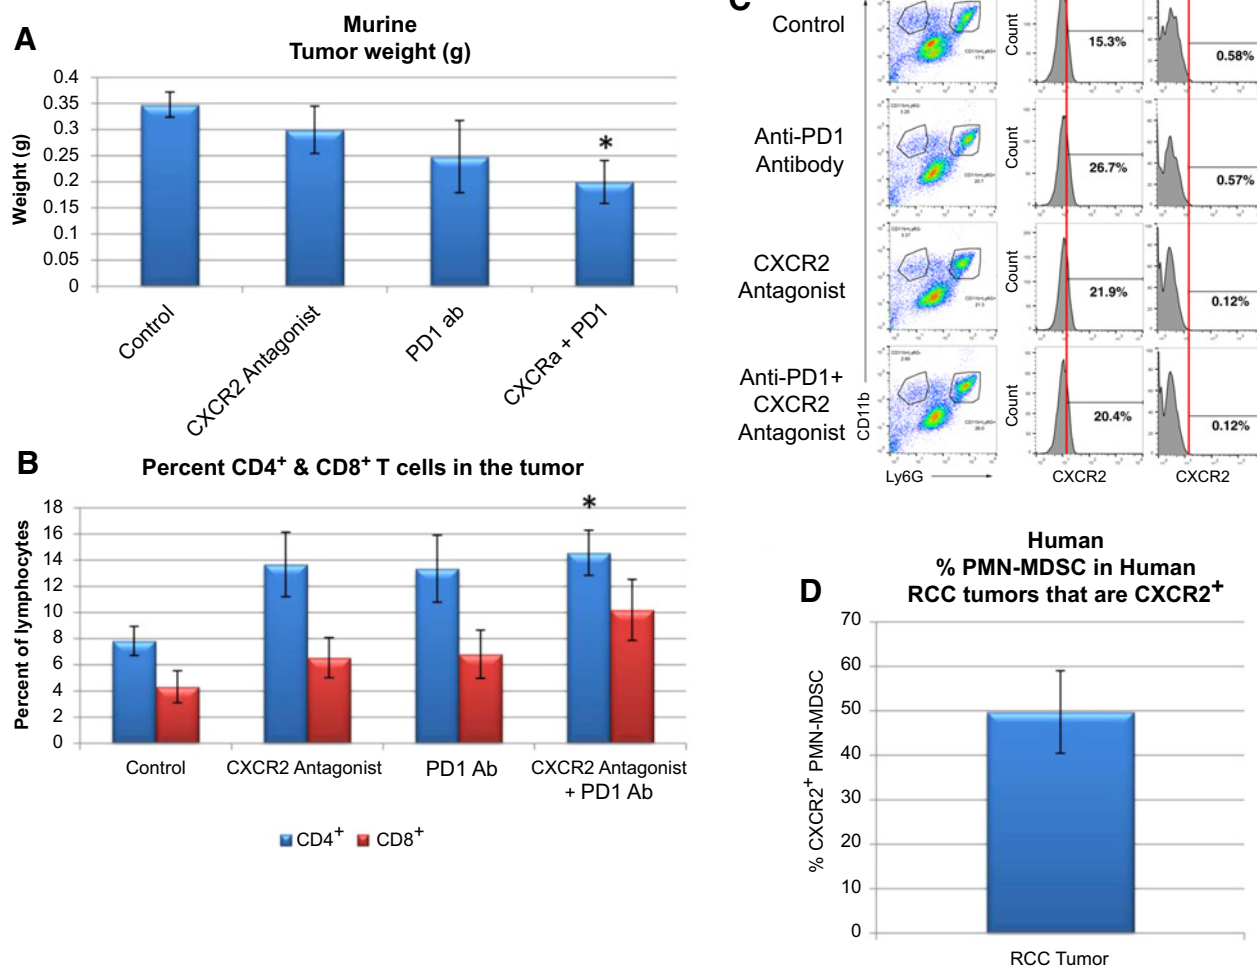 A
Murine
Tumor weight (g)
Weight (g)
0.4
0.35
0.3
0.25
0.2
0.15
0.1
0.05
0
*
Control
CXCR2 Antagonist
PD1 ab
CXCRa + PD1
B
Percent CD4+ & CD8+ T cells in the tumor
Percent of lymphocytes
18
16
14
12
10
8
6
4
2
0
*
Control
CXCR2 Antagonist
PD1 Ab
CXCR2 Antagonist
+ PD1 Ab
CD4+
CD8+
C
Control
Count
15.3%
0.58%
Anti-PD1
Antibody
Count
26.7%
0.57%
CXCR2
Antagonist
Count
21.9%
0.12%
Anti-PD1+
CXCR2
Antagonist
Count
20.4%
0.12%
CD11b
Ly6G
CXCR2
CXCR2
D
Human
% PMN-MDSC in Human
RCC tumors that are CXCR2+
% CXCR2+ PMN-MDSC
70
60
50
40
30
20
10
0
RCC Tumor